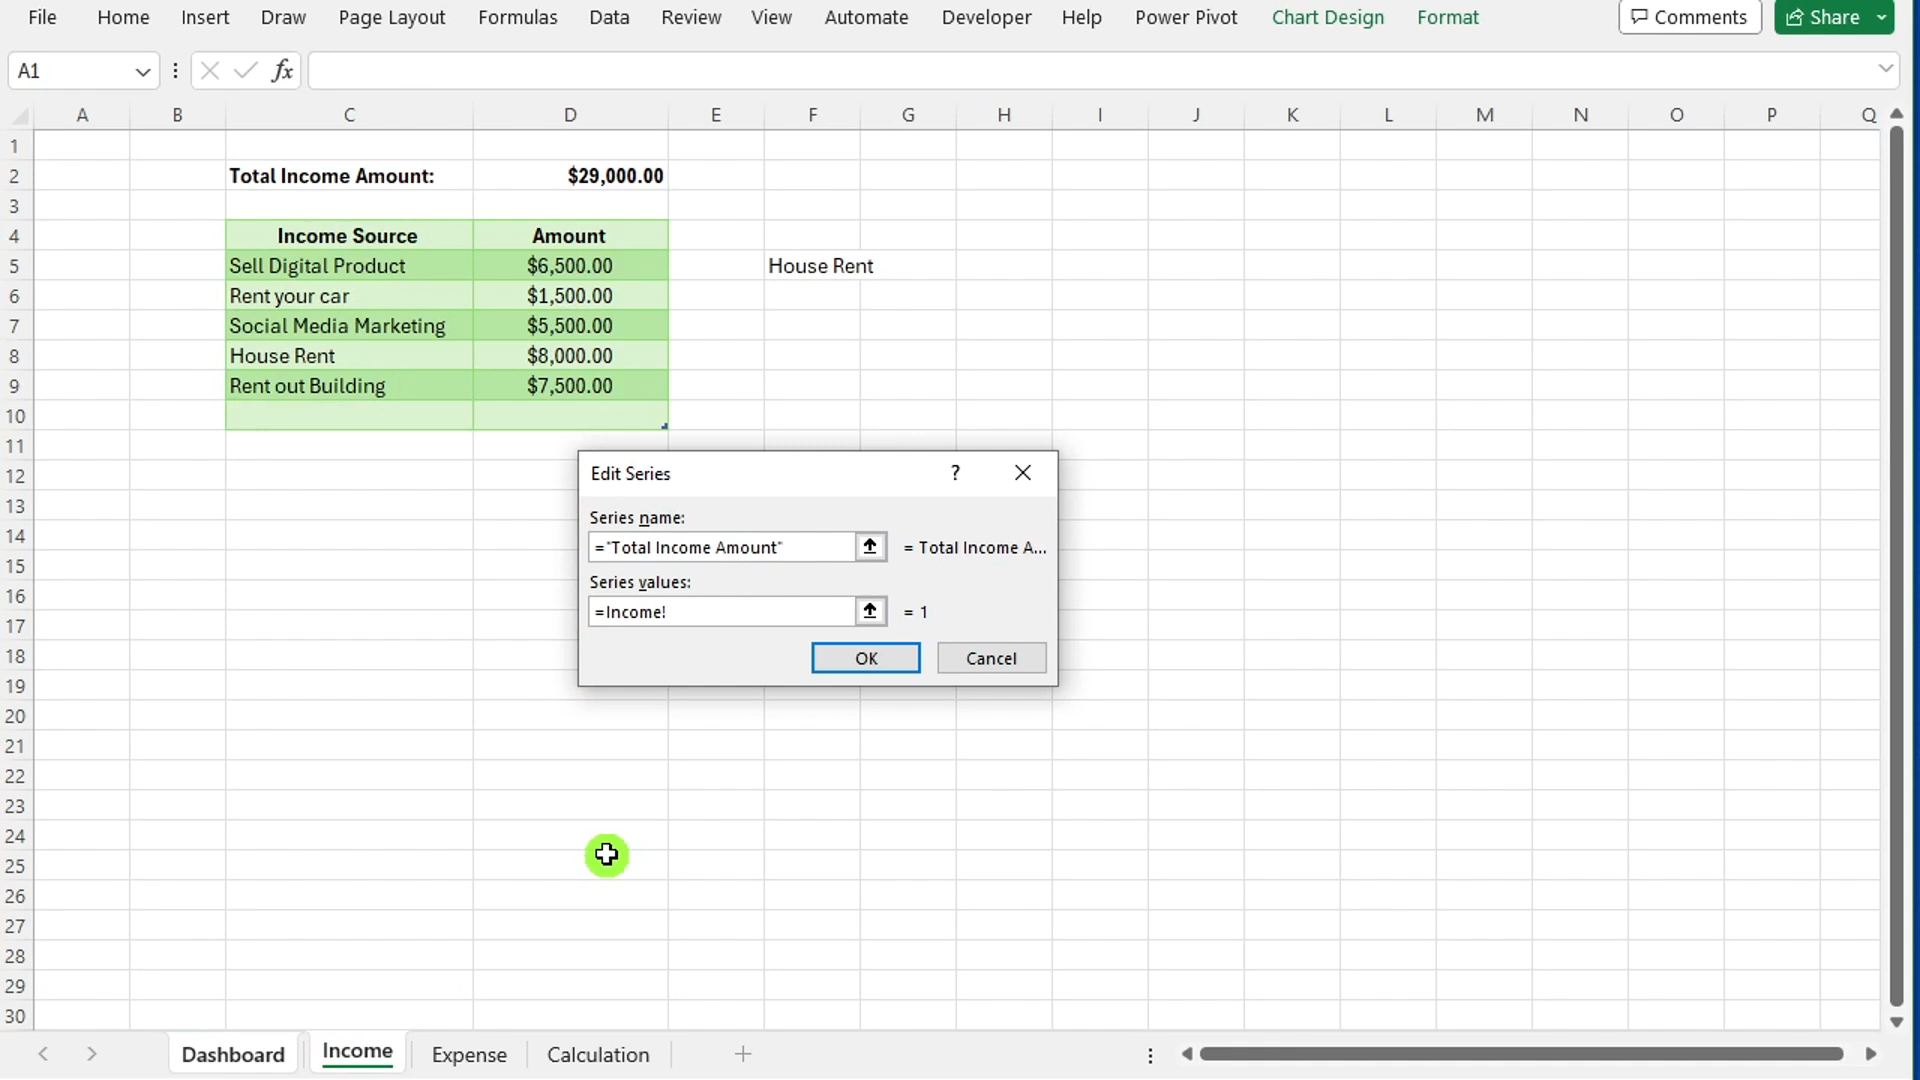 File Home Insert Draw Page Layout Formulas Data Review View Automate Developer Help Power Pivot Chart Design Format Comments Share
A1 fx
A B C D E F G H I J K L M N O P Q
1
2 Total Income Amount: $29,000.00
3
4 Income Source Amount
5 Sell Digital Product $6,500.00 House Rent
6 Rent your car $1,500.00
7 Social Media Marketing $5,500.00
8 House Rent $8,000.00
9 Rent out Building $7,500.00
10
11
12 Edit Series ?
13
14 Series name:
15 ="Total Income Amount" = Total Income A...
16 Series values:
17 =Income! = 1
18 OK Cancel
19
20
21
22
23
24
25
26
27
28
29
30
Dashboard Income Expense Calculation